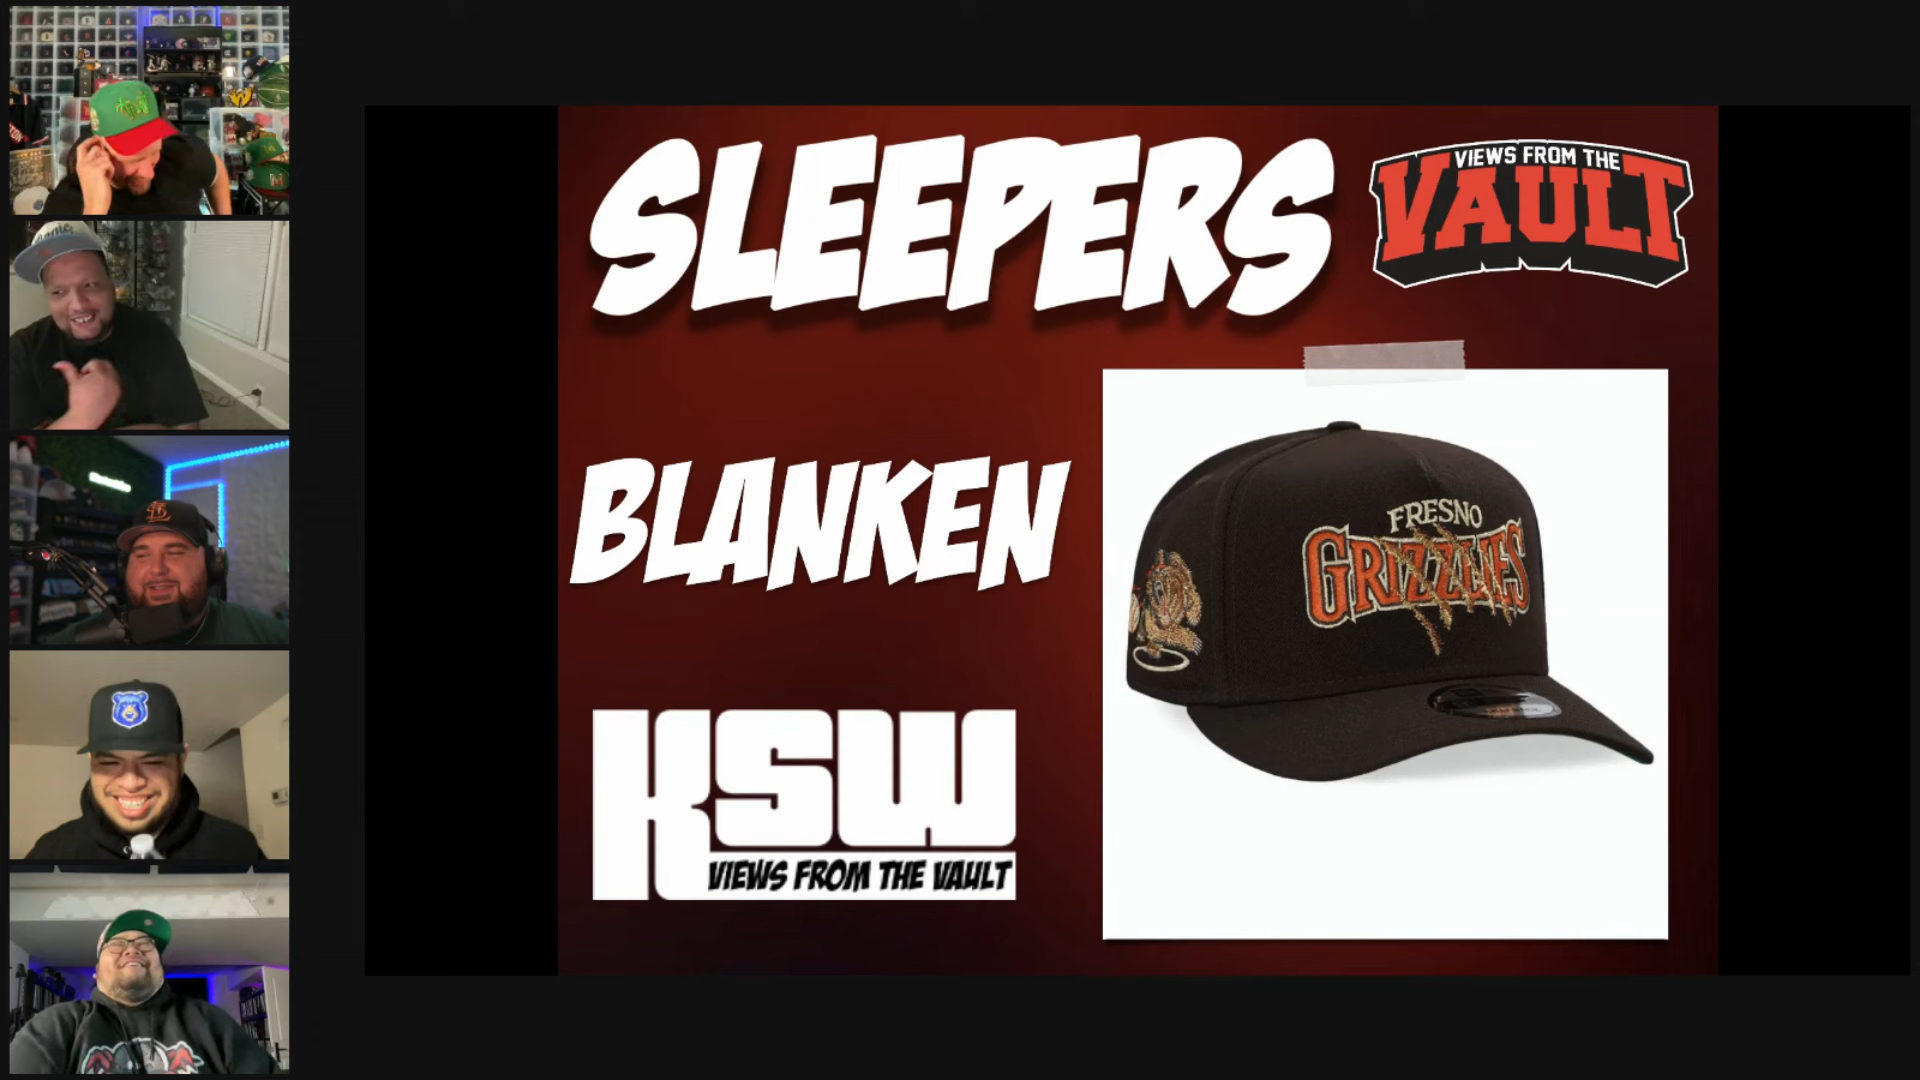 SLEEPERS
VIEWS FROM THE
VAULT
BLANKEN
FRESNO
GRIZZLIES
KSW
VIEWS FROM THE VAULT